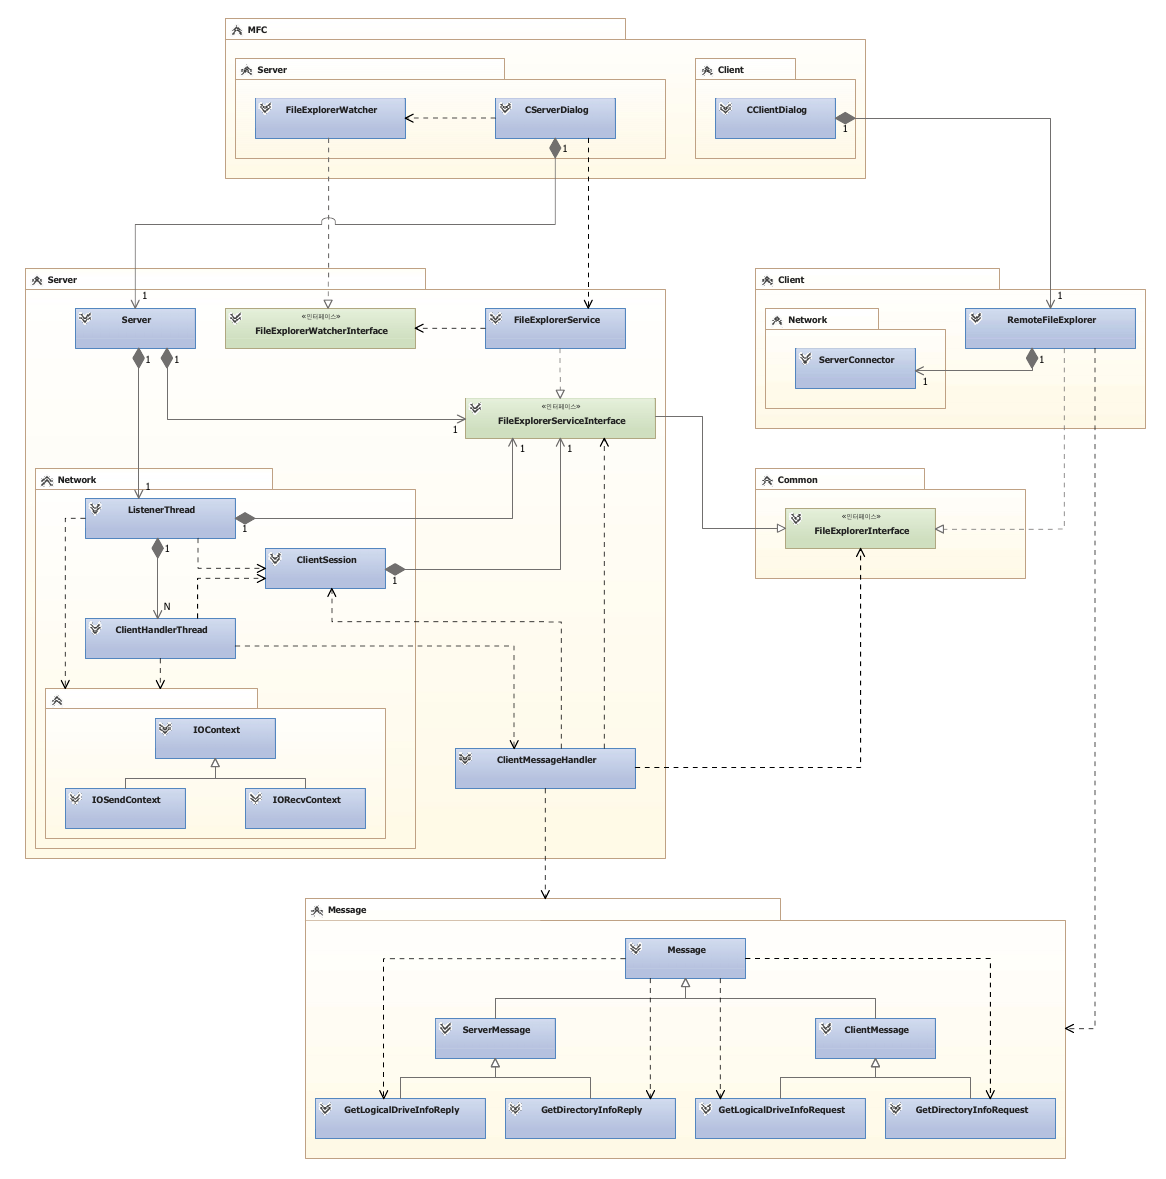 MFC
Server
Client
FileExplorerWatcher
CServerDialog
CClientDialog
1
1
Server
Client
1
1
Server
«인터페이스»
FileExplorerWatcherInterface
FileExplorerService
Network
RemoteFileExplorer
ServerConnector
1
1
1
1
«인터페이스»
FileExplorerServiceInterface
1
1
1
Network
Common
1
ListenerThread
1
«인터페이스»
FileExplorerInterface
1
ClientSession
1
N
ClientHandlerThread
IOContext
ClientMessageHandler
IOSendContext
IORecvContext
Message
Message
ServerMessage
ClientMessage
GetLogicalDriveInfoReply
GetDirectoryInfoReply
GetLogicalDriveInfoRequest
GetDirectoryInfoRequest